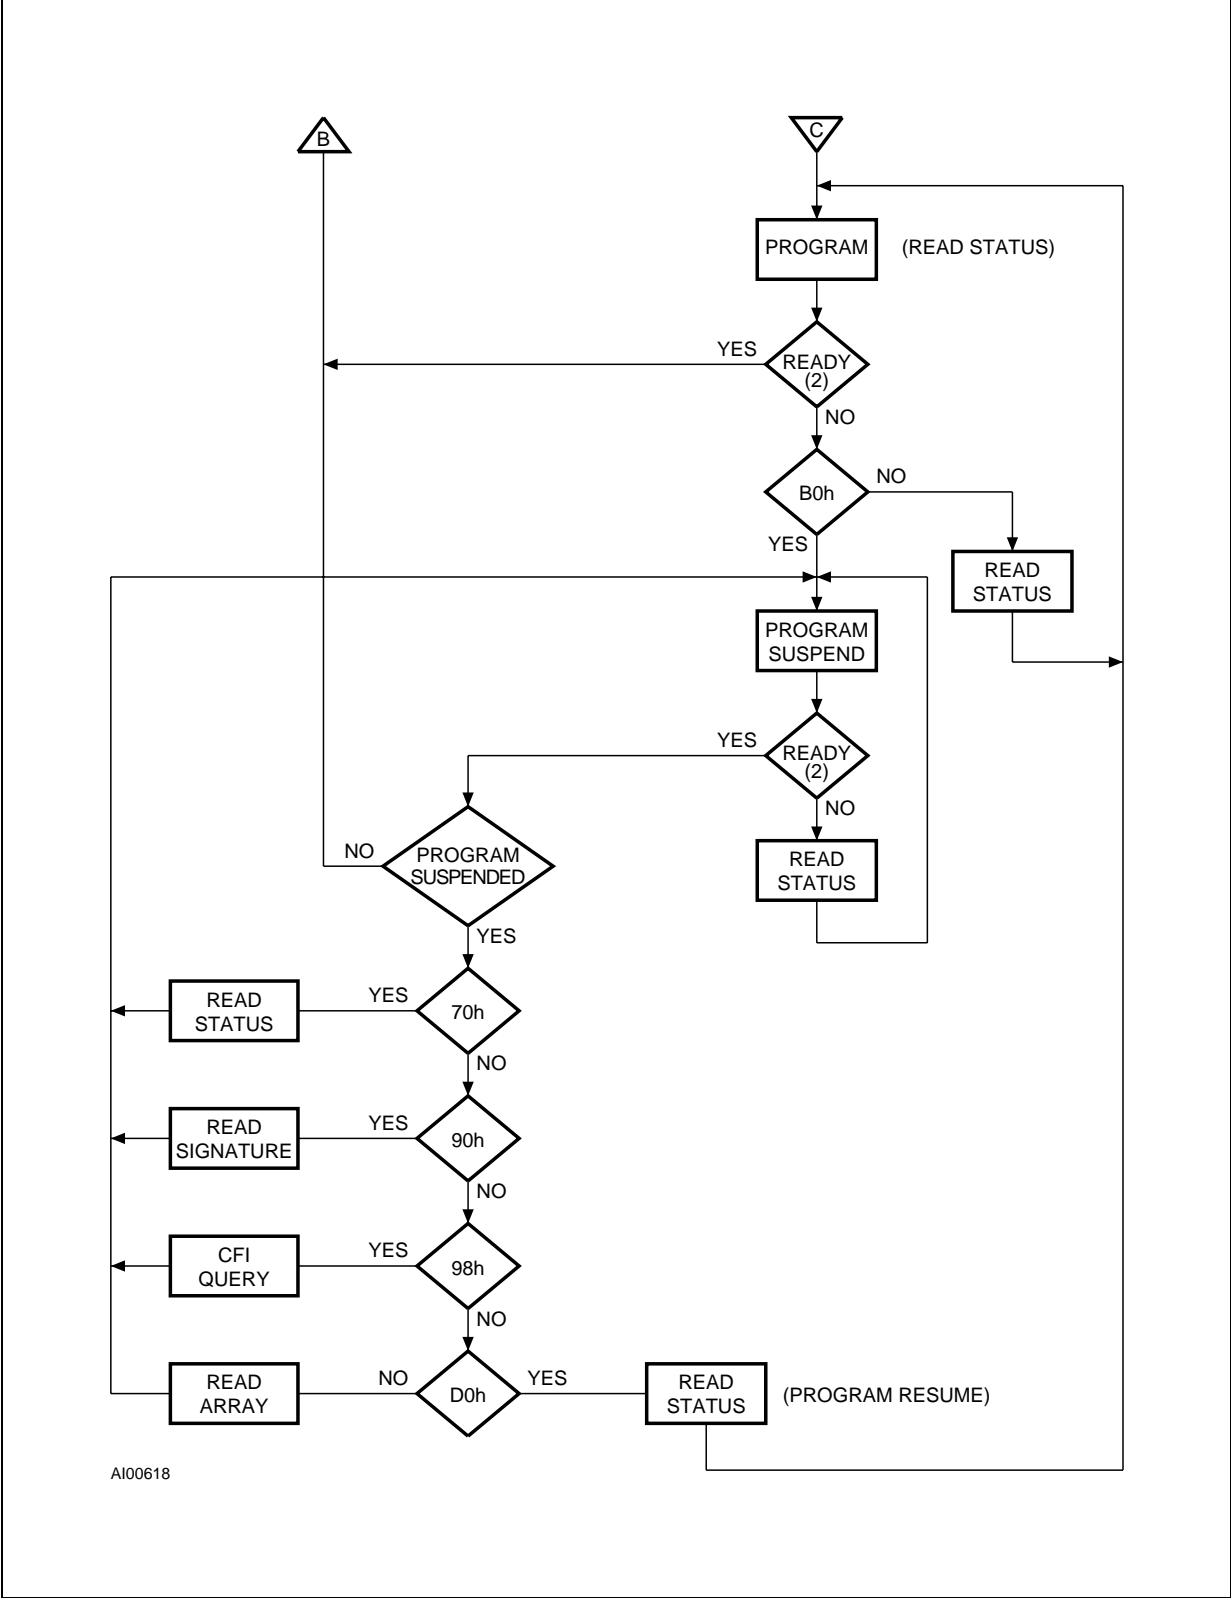 B
C
PROGRAM
(READ STATUS)
YES
READY
(2)
NO
B0h
NO
YES
READ
STATUS
PROGRAM
SUSPEND
YES
READY
(2)
NO
READ
STATUS
NO
PROGRAM
SUSPENDED
YES
READ
STATUS
YES
70h
NO
READ
SIGNATURE
YES
90h
NO
CFI
QUERY
YES
98h
NO
READ
ARRAY
NO
D0h
YES
READ
STATUS
(PROGRAM RESUME)
AI00618